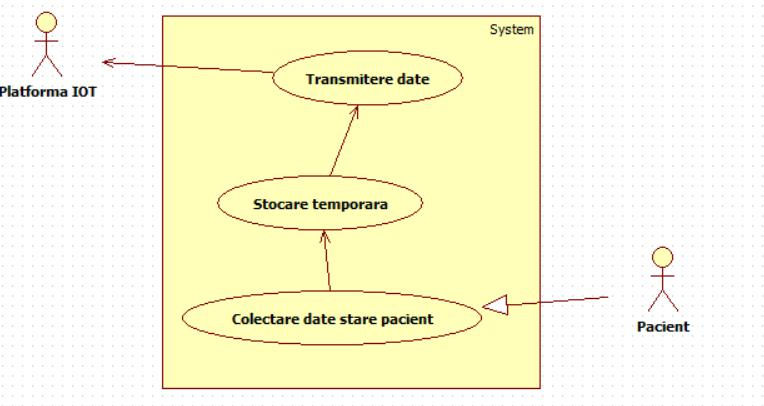 System
Platforma IOT
Transmitere date
Stocare temporara
Colectare date stare pacient
Pacient